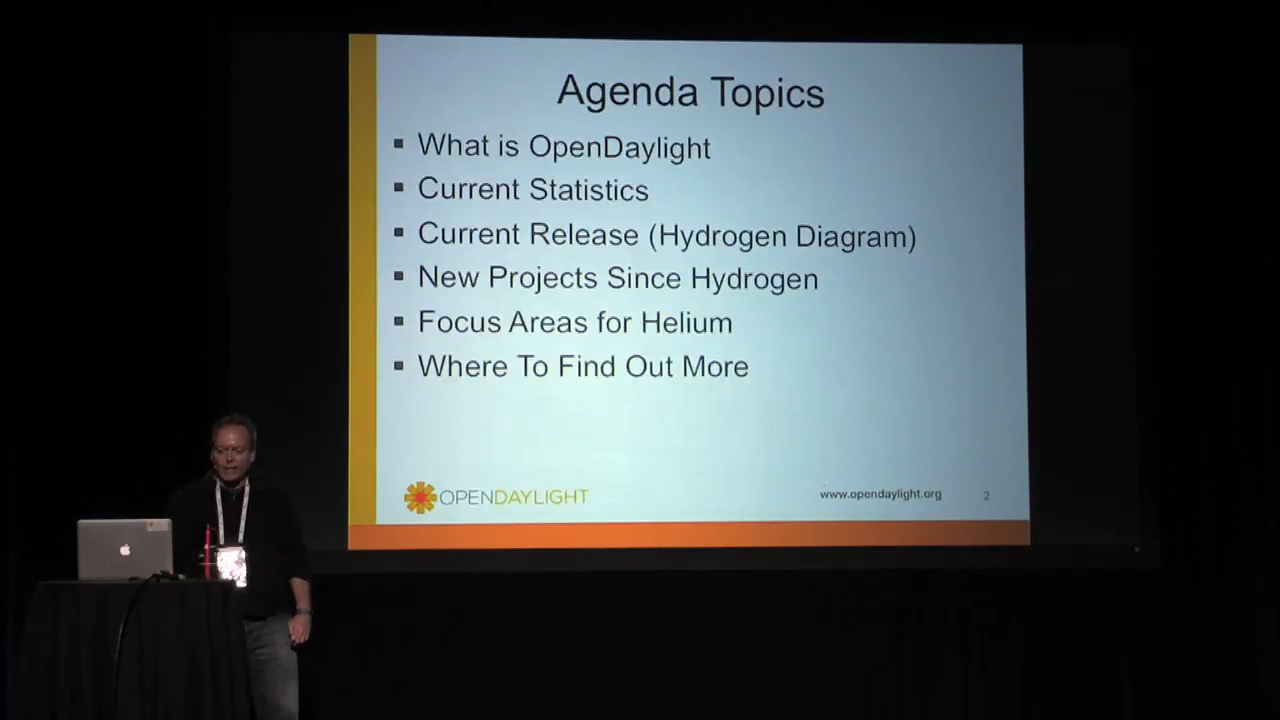 Agenda Topics
What is OpenDaylight
Current Statistics
Current Release (Hydrogen Diagram)
New Projects Since Hydrogen
Focus Areas for Helium
Where To Find Out More
OPENDAYLIGHT
www.opendaylight.org
2